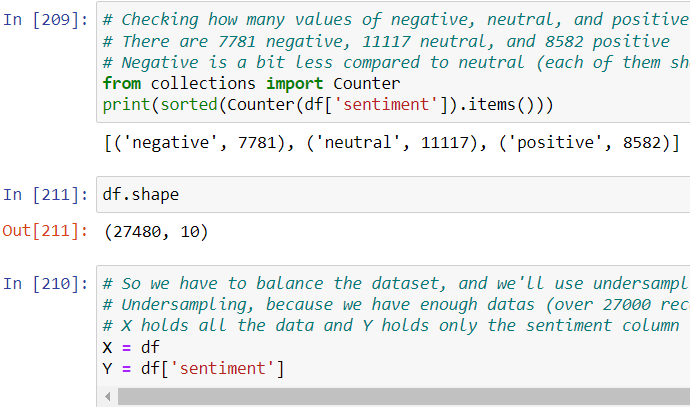 In [209]: # Checking how many values of negative, neutral, and positive
# There are 7781 negative, 11117 neutral, and 8582 positive
# Negative is a bit less compared to neutral (each of them
from collections import Counter
print(sorted(Counter(df['sentiment']).items()))
[('negative', 7781), ('neutral', 11117), ('positive', 8582)]
In [211]: df.shape
Out[211]: (27480, 10)
In [210]: # So we have to balance the dataset, and we'll use
# Undersampling, because we have enough datas (over 27000
# X holds all the data and Y holds only the sentiment column
X = df
Y = df['sentiment']